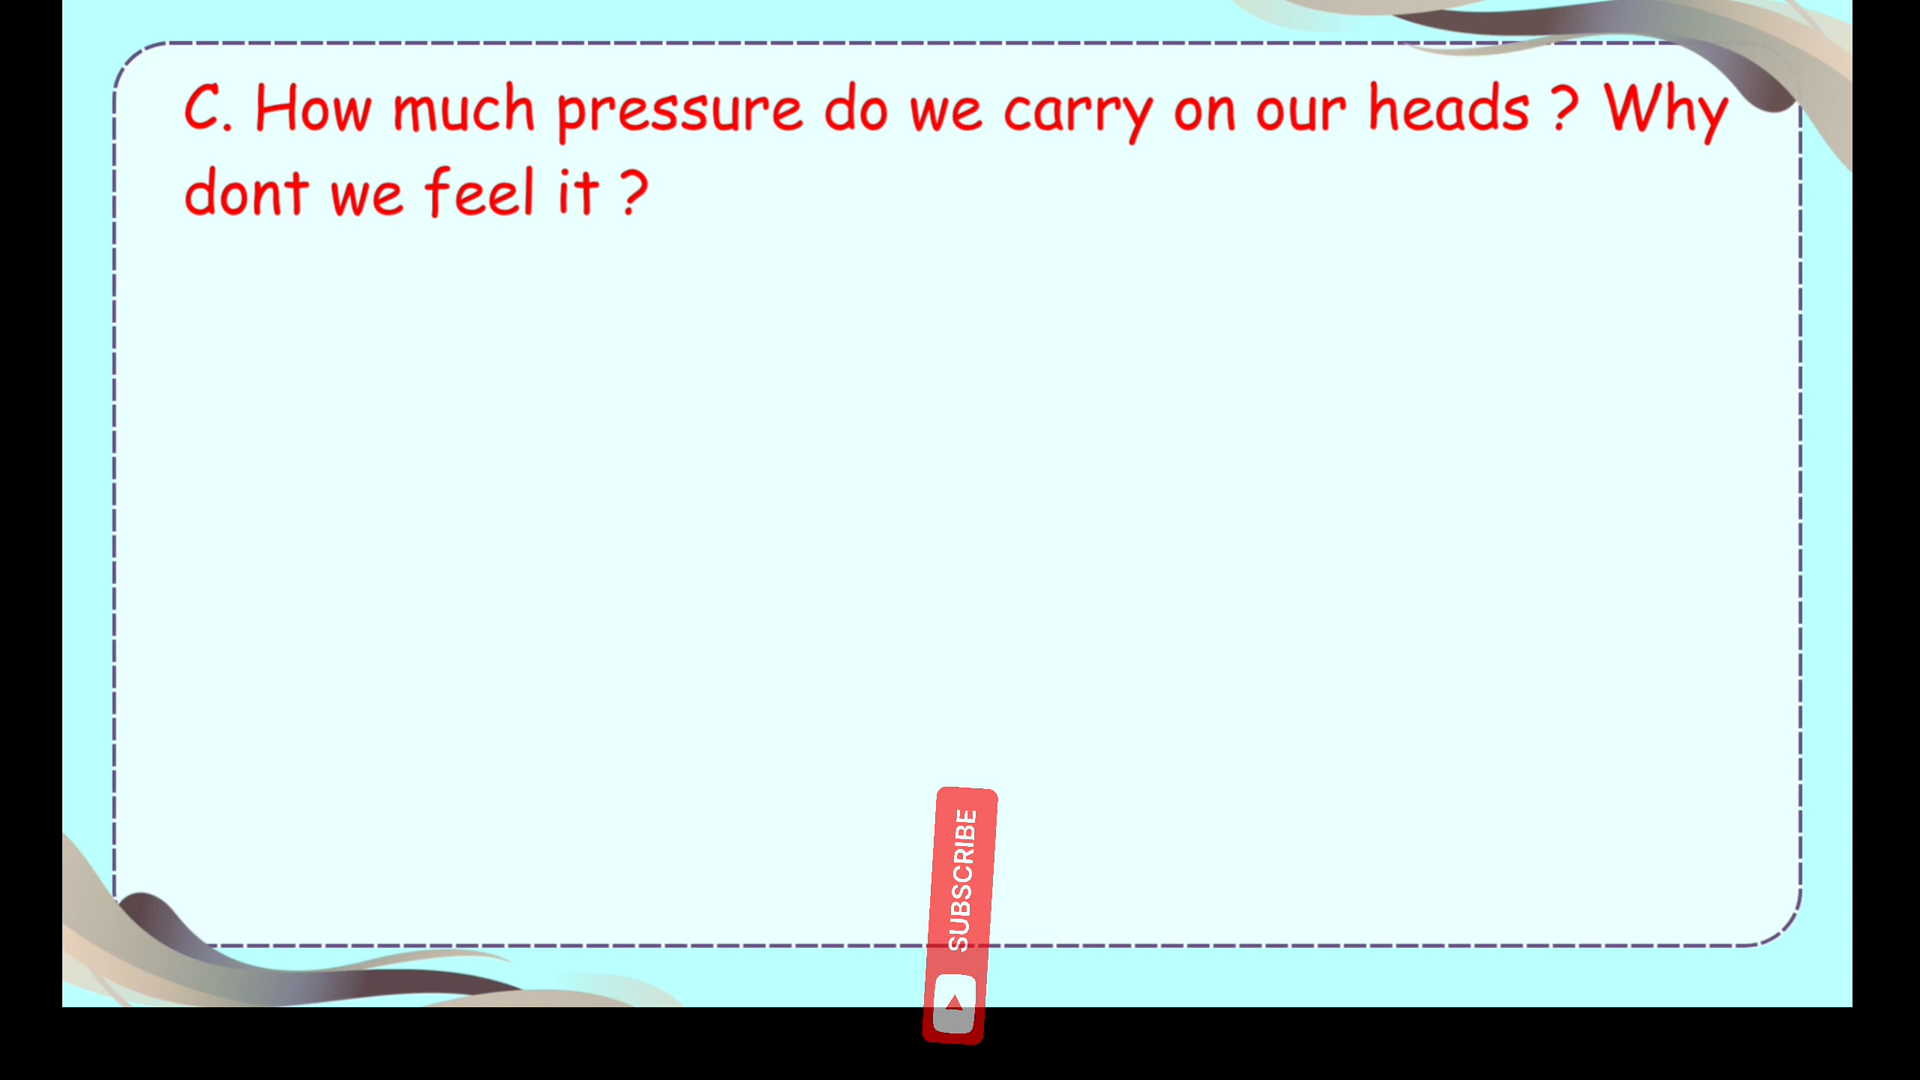 C. How much pressure do we carry on our heads ? Why
dont we feel it ?
SUBSCRIBE